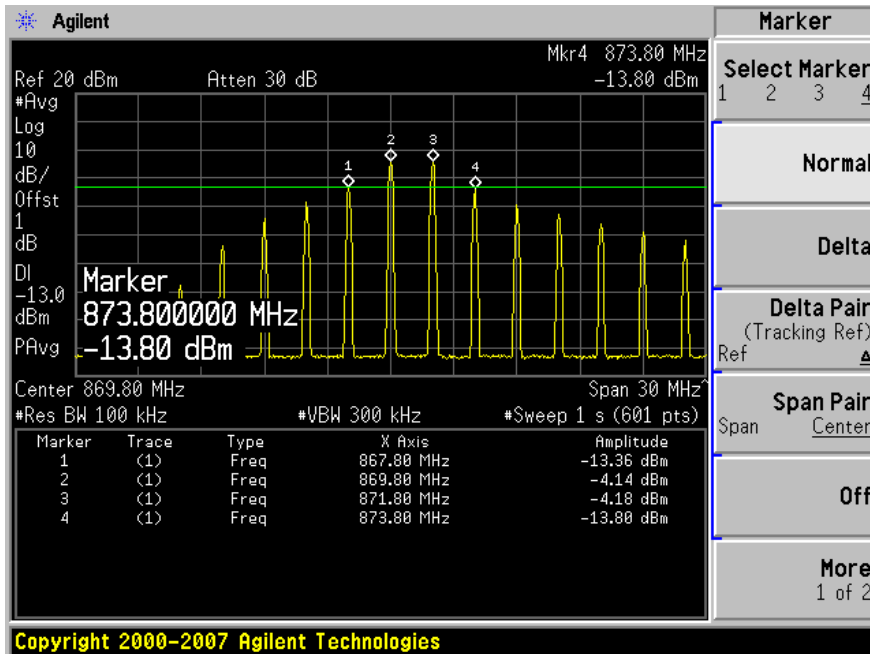 Agilent
Marker
Mkr4 873.80 MHz
Ref 20 dBm Atten 30 dB -13.80 dBm
#Avg
Log
10
dB/
Offst
1
dB
DI
-13.0
dBm
PAvg
1
2
3
4
Marker
873.800000 MHz
-13.80 dBm
Center 869.80 MHz Span 30 MHz^
#Res BW 100 kHz #VBW 300 kHz #Sweep 1 s (601 pts)
Marker Trace Type X Axis Amplitude
1 (1) Freq 867.80 MHz -13.36 dBm
2 (1) Freq 869.80 MHz -4.14 dBm
3 (1) Freq 871.80 MHz -4.18 dBm
4 (1) Freq 873.80 MHz -13.80 dBm
Select Marker
1 2 3 4
Normal
Delta
Delta Pair
(Tracking Ref)
Ref Δ
Span Pair
Span Center
Off
More
1 of 2
Copyright 2000-2007 Agilent Technologies